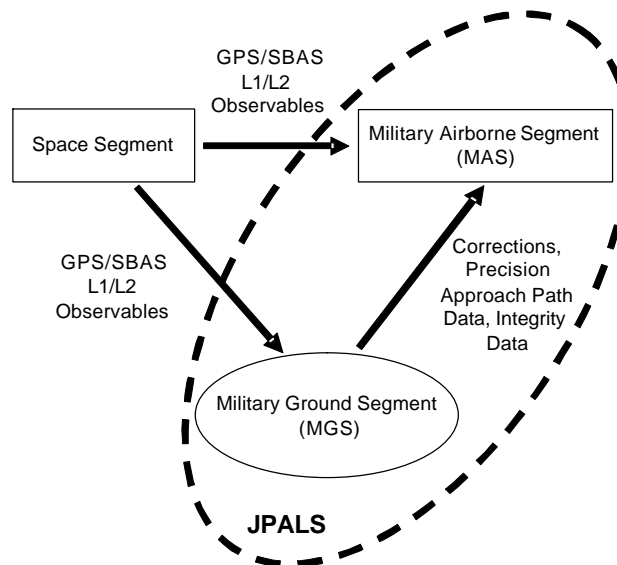 GPS/SBAS
L1/L2
Observables
Space Segment
Military Airborne Segment
(MAS)
GPS/SBAS
L1/L2
Observables
Corrections,
Precision
Approach Path
Data, Integrity
Data
Military Ground Segment
(MGS)
JPALS